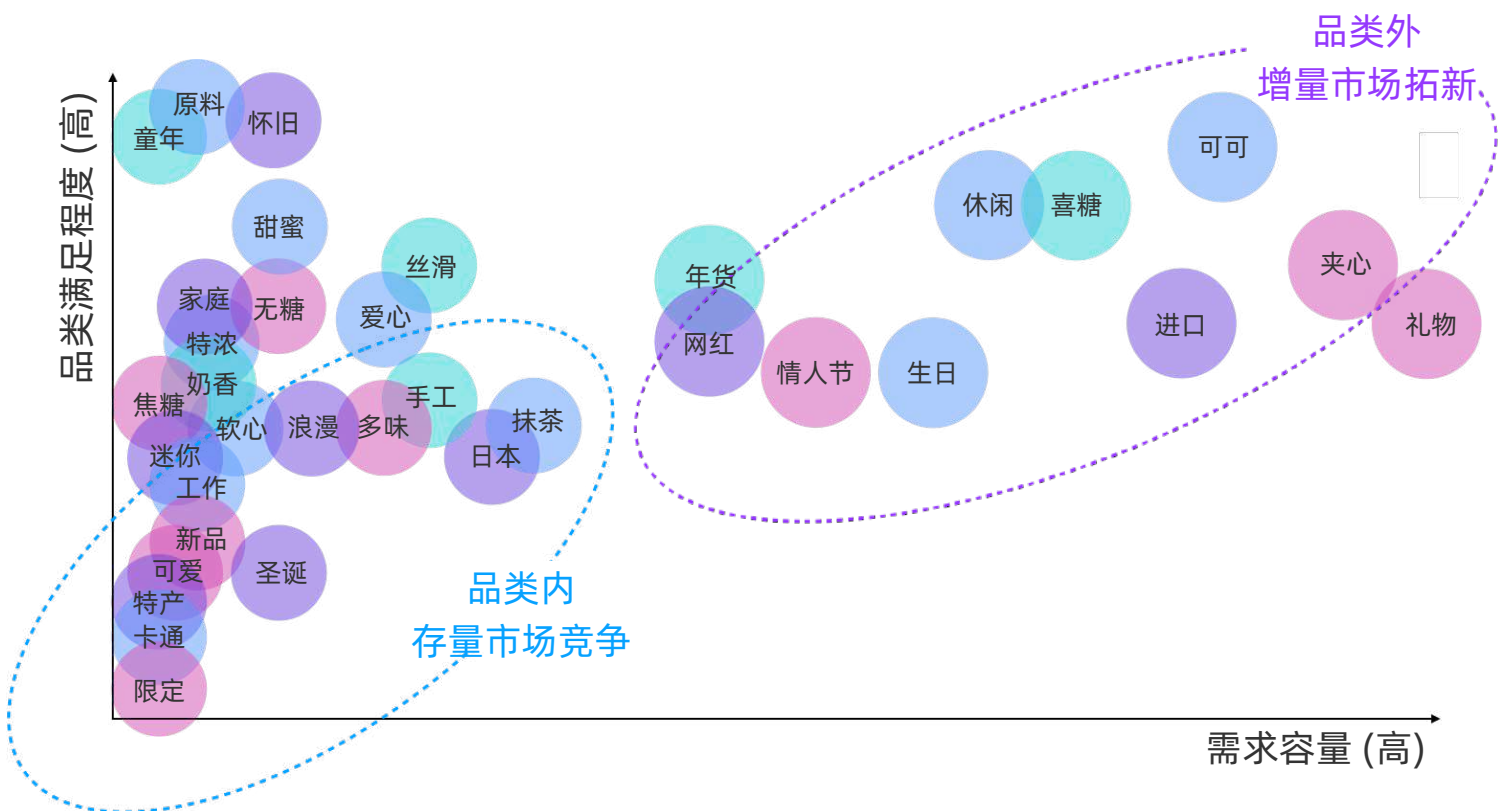 品类外
增量市场拓新
品类满足程度 (高)
原料
童年
怀旧
可可
休闲
喜糖
甜蜜
丝滑
年货
夹心
家庭
无糖
爱心
进口
礼物
特浓
网红
奶香
情人节
生日
焦糖
手工
软心
浪漫
多味
抹茶
迷你
日本
工作
新品
可爱
圣诞
特产
品类内
卡通
存量市场竞争
限定
需求容量 (高)